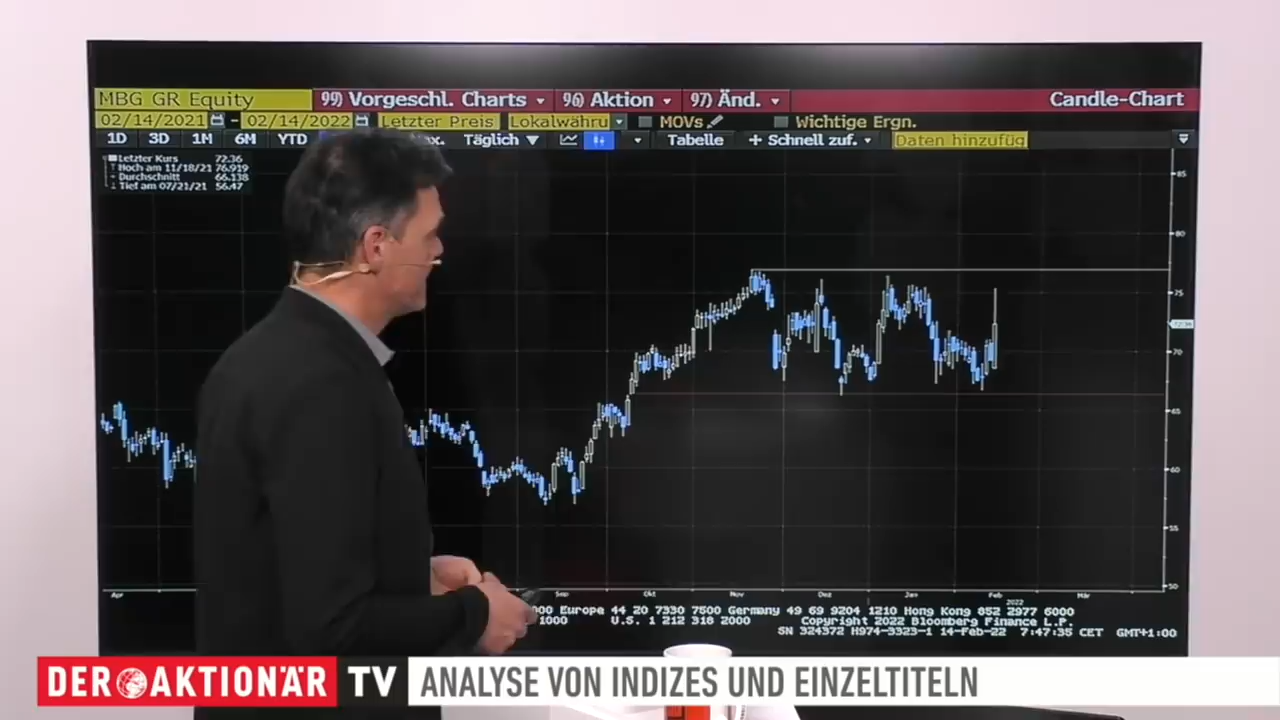 MBG GR Equity 99) Vorgeschl. Charts 96) Aktion 97) Änd. Candle-Chart
02/14/2021 - 02/14/2022 Letzter Preis Lokalwähru MOVs Wichtige Ergn.
1D 3D 1M 6M YTD ax. Täglich Tabelle + Schnell zuf. Daten hinzufüg
Letzter Kurs 72.36
Hoch am 11/18/21 76.919
Durchschnitt 66.138
Tief am 07/21/21 56.47
85
80
75
72.36
70
65
60
55
50
Apr Sep Okt Nov Dez Jan Feb Mär
2022
000 Europe 44 20 7330 7500 Germany 49 69 9204 1210 Hong Kong 852 2977 6000
1000 U.S. 1 212 318 2000 Copyright 2022 Bloomberg Finance L.P.
SN 324372 H974-3323-1 14-Feb-22 7:47:35 CET GMT+1:00
DER AKTIONÄR TV ANALYSE VON INDIZES UND EINZELTITELN